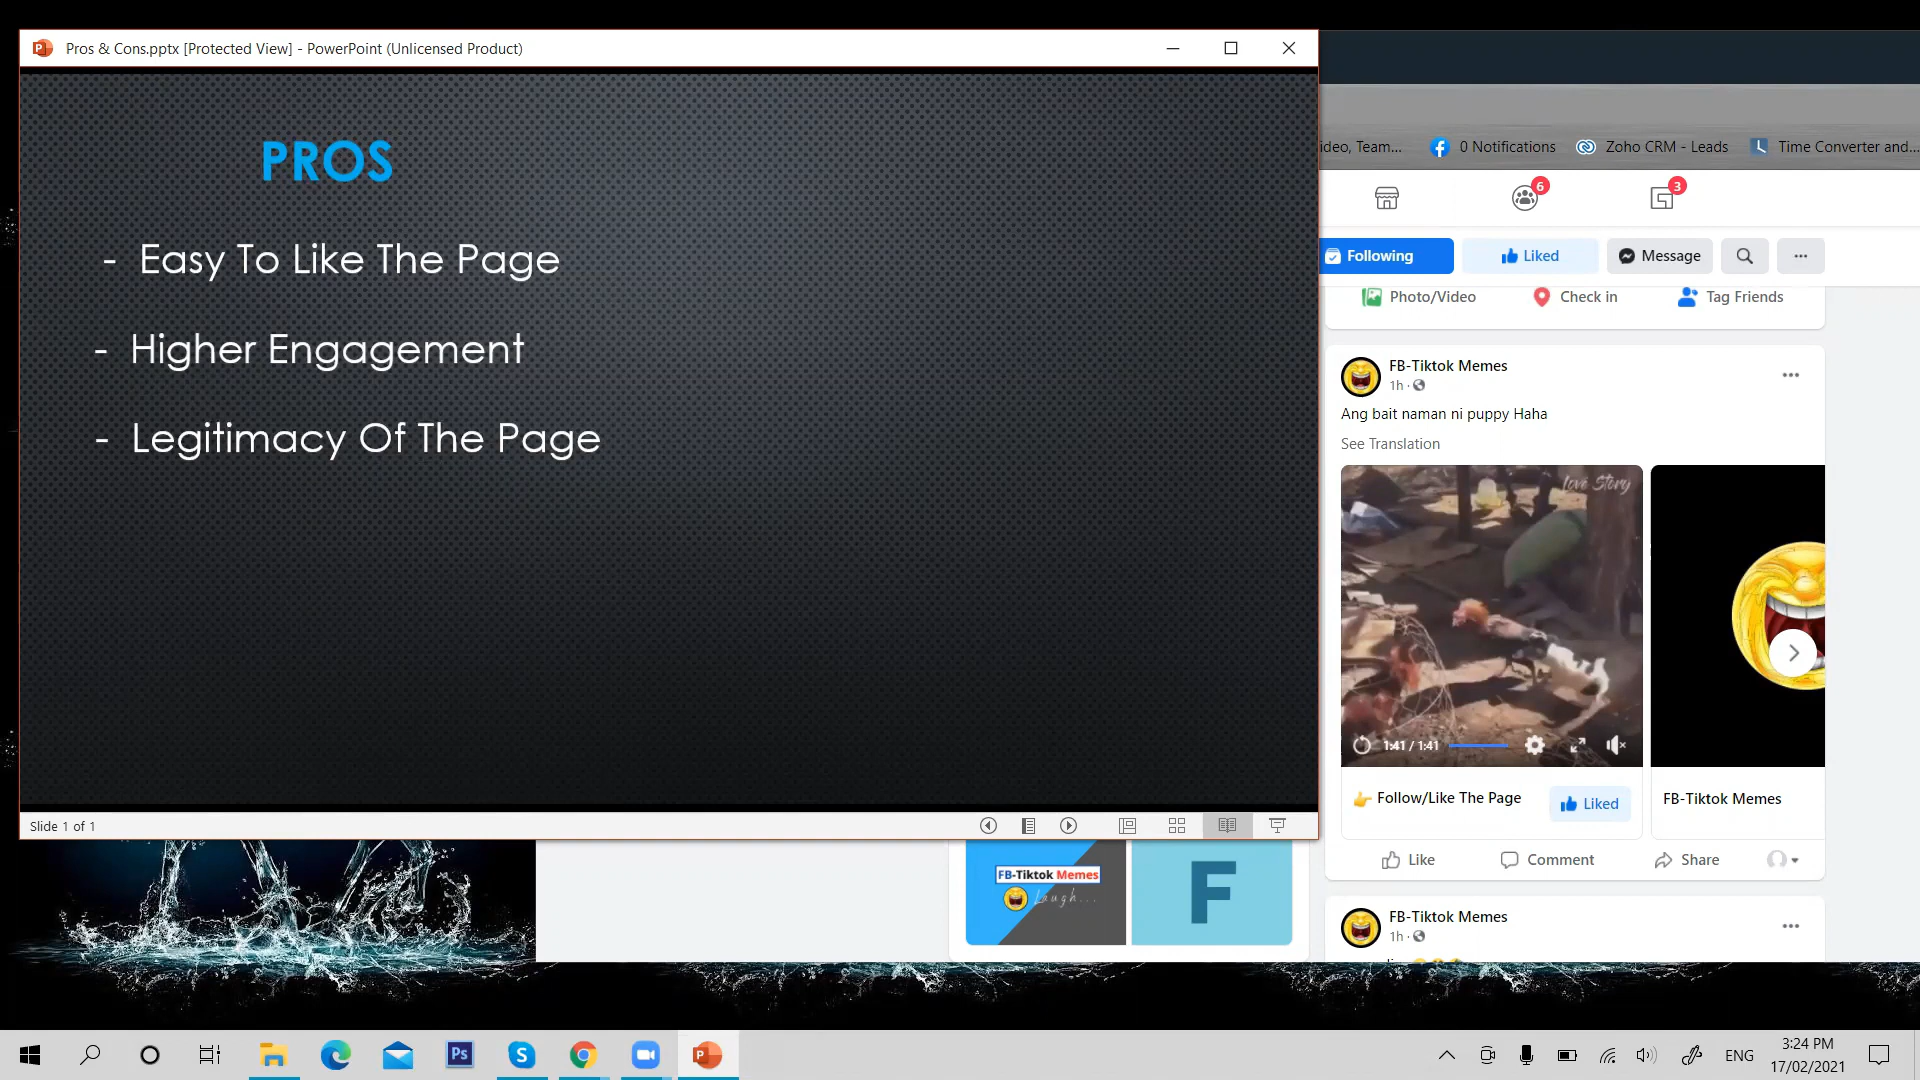 Pros & Cons.pptx [Protected View] - PowerPoint (Unlicensed Product)
PROS
- Easy To Like The Page
- Higher Engagement
- Legitimacy Of The Page
Slide 1 of 1
ideo, Team...
0 Notifications
Zoho CRM - Leads
Time Converter and...
6
3
Following
Liked
Message
Photo/Video
Check in
Tag Friends
FB-Tiktok Memes
1h
Ang bait naman ni puppy Haha
See Translation
Love Story
1:41 / 1:41
Follow/Like The Page
Liked
FB-Tiktok Memes
Like
Comment
Share
FB-Tiktok Memes
1h
FB-Tiktok Memes
Laugh...
F
Ps
ENG
3:24 PM
17/02/2021